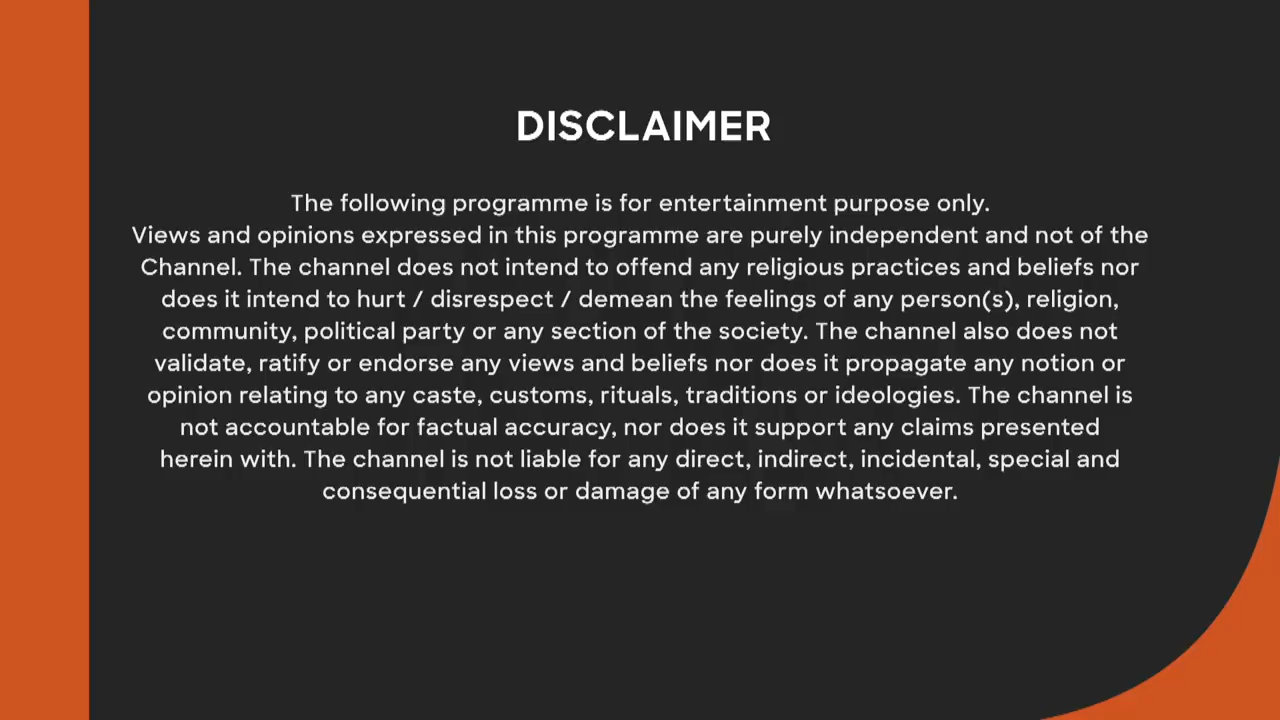 DISCLAIMER
The following programme is for entertainment purpose only.
Views and opinions expressed in this programme are purely independent and not of the
Channel. The channel does not intend to offend any religious practices and beliefs nor
does it intend to hurt / disrespect / demean the feelings of any person(s), religion,
community, political party or any section of the society. The channel also does not
validate, ratify or endorse any views and beliefs nor does it propagate any notion or
opinion relating to any caste, customs, rituals, traditions or ideologies. The channel is
not accountable for factual accuracy, nor does it support any claims presented
herein with. The channel is not liable for any direct, indirect, incidental, special and
consequential loss or damage of any form whatsoever.